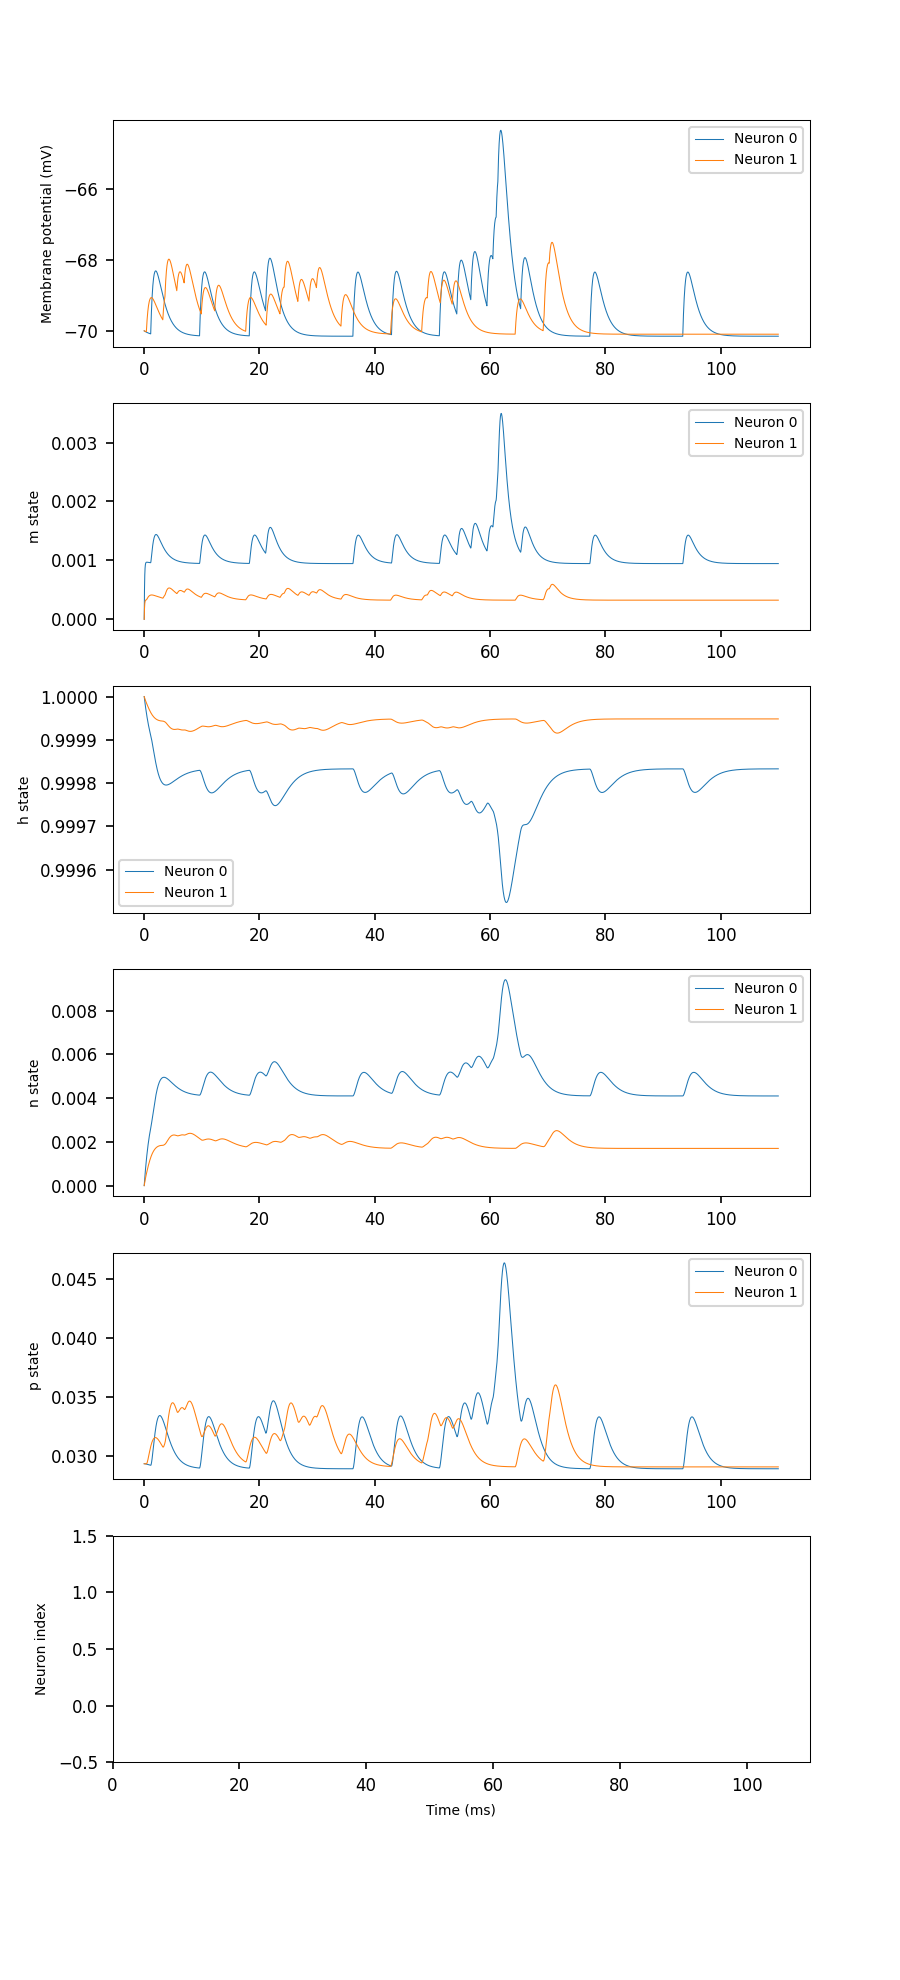 Membrane potential (mV)
−66
−68
−70
0 20 40 60 80 100
Neuron 0
Neuron 1
m state
0.003
0.002
0.001
0.000
0 20 40 60 80 100
Neuron 0
Neuron 1
h state
1.0000
0.9999
0.9998
0.9997
0.9996
0 20 40 60 80 100
Neuron 0
Neuron 1
n state
0.008
0.006
0.004
0.002
0.000
0 20 40 60 80 100
Neuron 0
Neuron 1
p state
0.045
0.040
0.035
0.030
0 20 40 60 80 100
Neuron 0
Neuron 1
Neuron index
1.5
1.0
0.5
0.0
−0.5
0 20 40 60 80 100
Time (ms)